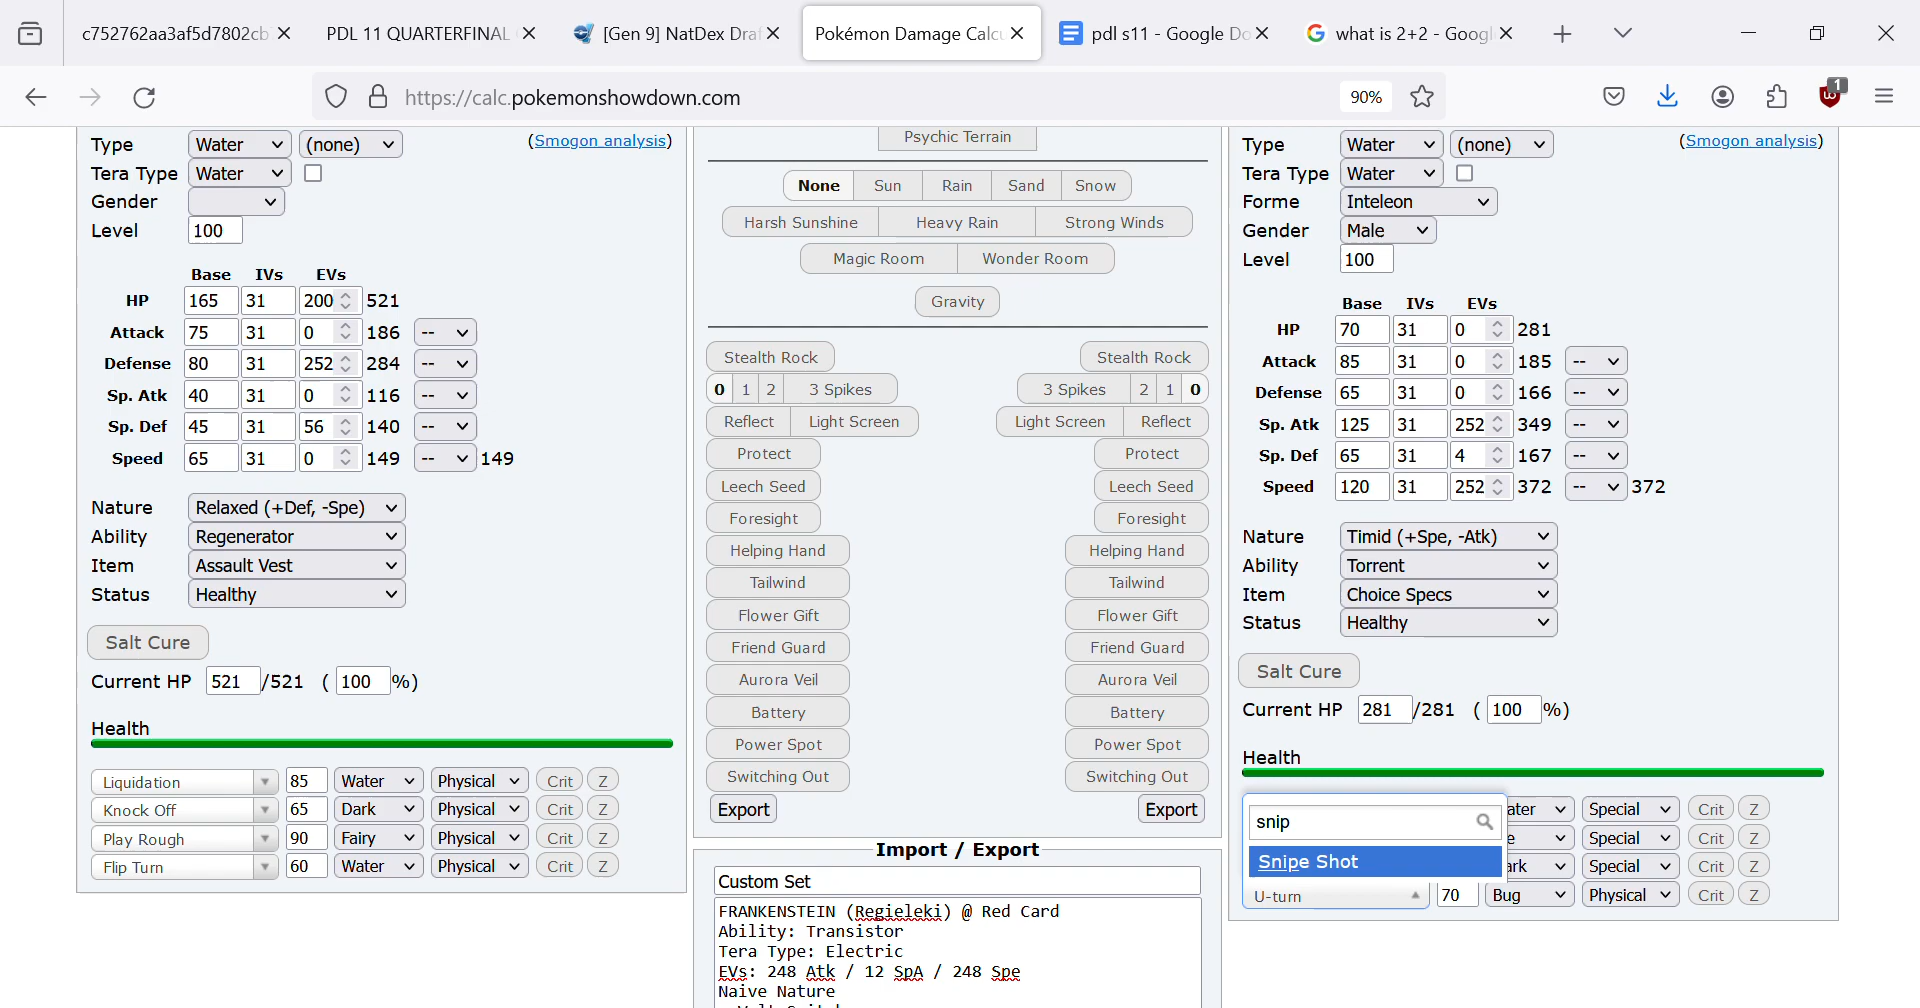 c752762aa3af5d7802cb
PDL 11 QUARTERFINAL
[Gen 9] NatDex Draf
Pokémon Damage Calcu
pdl s11 - Google Do
what is 2+2 - Googl
https://calc.pokemonshowdown.com
90%
1
Type Water (none) (Smogon analysis)
Tera Type Water
Gender
Level 100
Base IVs EVs
HP 165 31 200 521
Attack 75 31 0 186 --
Defense 80 31 252 284 --
Sp. Atk 40 31 0 116 --
Sp. Def 45 31 56 140 --
Speed 65 31 0 149 -- 149
Nature Relaxed (+Def, -Spe)
Ability Regenerator
Item Assault Vest
Status Healthy
Salt Cure
Current HP 521 /521 ( 100 %)
Health
Liquidation 85 Water Physical Crit Z
Knock Off 65 Dark Physical Crit Z
Play Rough 90 Fairy Physical Crit Z
Flip Turn 60 Water Physical Crit Z
Psychic Terrain
None Sun Rain Sand Snow
Harsh Sunshine Heavy Rain Strong Winds
Magic Room Wonder Room
Gravity
Stealth Rock Stealth Rock
0 1 2 3 Spikes 3 Spikes 2 1 0
Reflect Light Screen Light Screen Reflect
Protect Protect
Leech Seed Leech Seed
Foresight Foresight
Helping Hand Helping Hand
Tailwind Tailwind
Flower Gift Flower Gift
Friend Guard Friend Guard
Aurora Veil Aurora Veil
Battery Battery
Power Spot Power Spot
Switching Out Switching Out
Export Export
Import / Export
Custom Set
FRANKENSTEIN (Regieleki) @ Red Card
Ability: Transistor
Tera Type: Electric
EVs: 248 Atk / 12 SpA / 248 Spe
Naive Nature
Type Water (none) (Smogon analysis)
Tera Type Water
Forme Inteleon
Gender Male
Level 100
Base IVs EVs
HP 70 31 0 281
Attack 85 31 0 185 --
Defense 65 31 0 166 --
Sp. Atk 125 31 252 349 --
Sp. Def 65 31 4 167 --
Speed 120 31 252 372 -- 372
Nature Timid (+Spe, -Atk)
Ability Torrent
Item Choice Specs
Status Healthy
Salt Cure
Current HP 281 /281 ( 100 %)
Health
snip
Snipe Shot
ater Special Crit Z
e Special Crit Z
ark Special Crit Z
U-turn 70 Bug Physical Crit Z